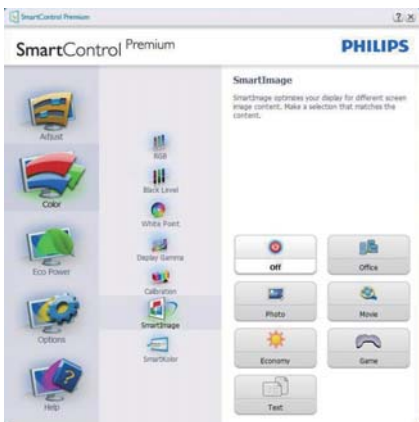 SmartControl Premium
SmartControl Premium
PHILIPS
Adjust
Color
Eco Power
Options
Help
RGB
Black Level
White Point
Display Gamma
Calibration
SmartImage
SmartKolor
SmartImage
SmartImage optimizes your display for different screen
image content. Make a selection that matches the
content.
Off
Office
Photo
Movie
Economy
Game
Text